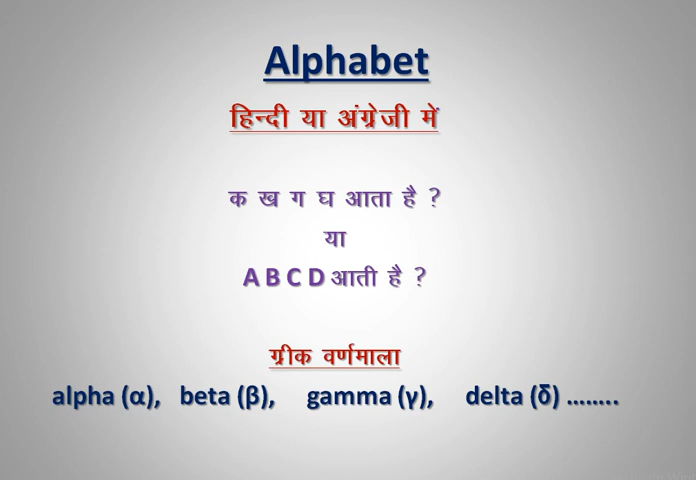 Alphabet
हिन्दी या अंग्रेजी में
क ख ग घ आता है ?
या
A B C D आती है ?
ग्रीक वर्णमाला
alpha (α), beta (β), gamma (γ), delta (δ) ........